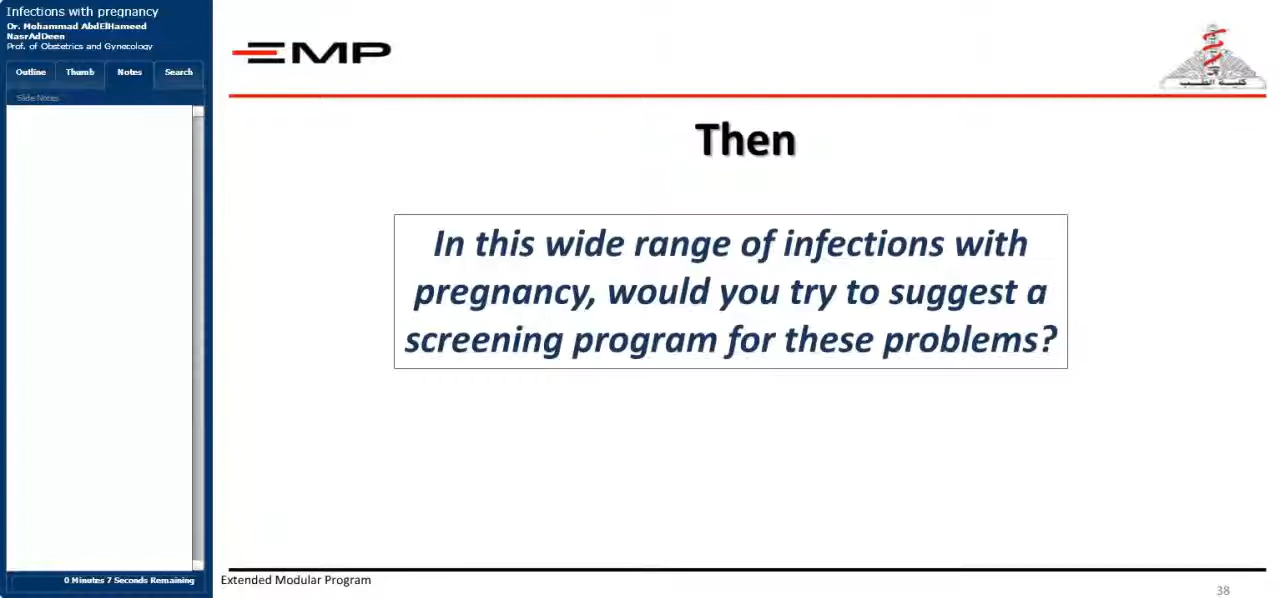 Infections with pregnancy
Dr. Mohammad AbdElHameed
NasrAdDeen
Prof. of Obstetrics and Gynecology
Outline Thumb Notes Search
Slide Notes
EMP
كلية الطب
Then
In this wide range of infections with
pregnancy, would you try to suggest a
screening program for these problems?
0 Minutes 7 Seconds Remaining
Extended Modular Program
38